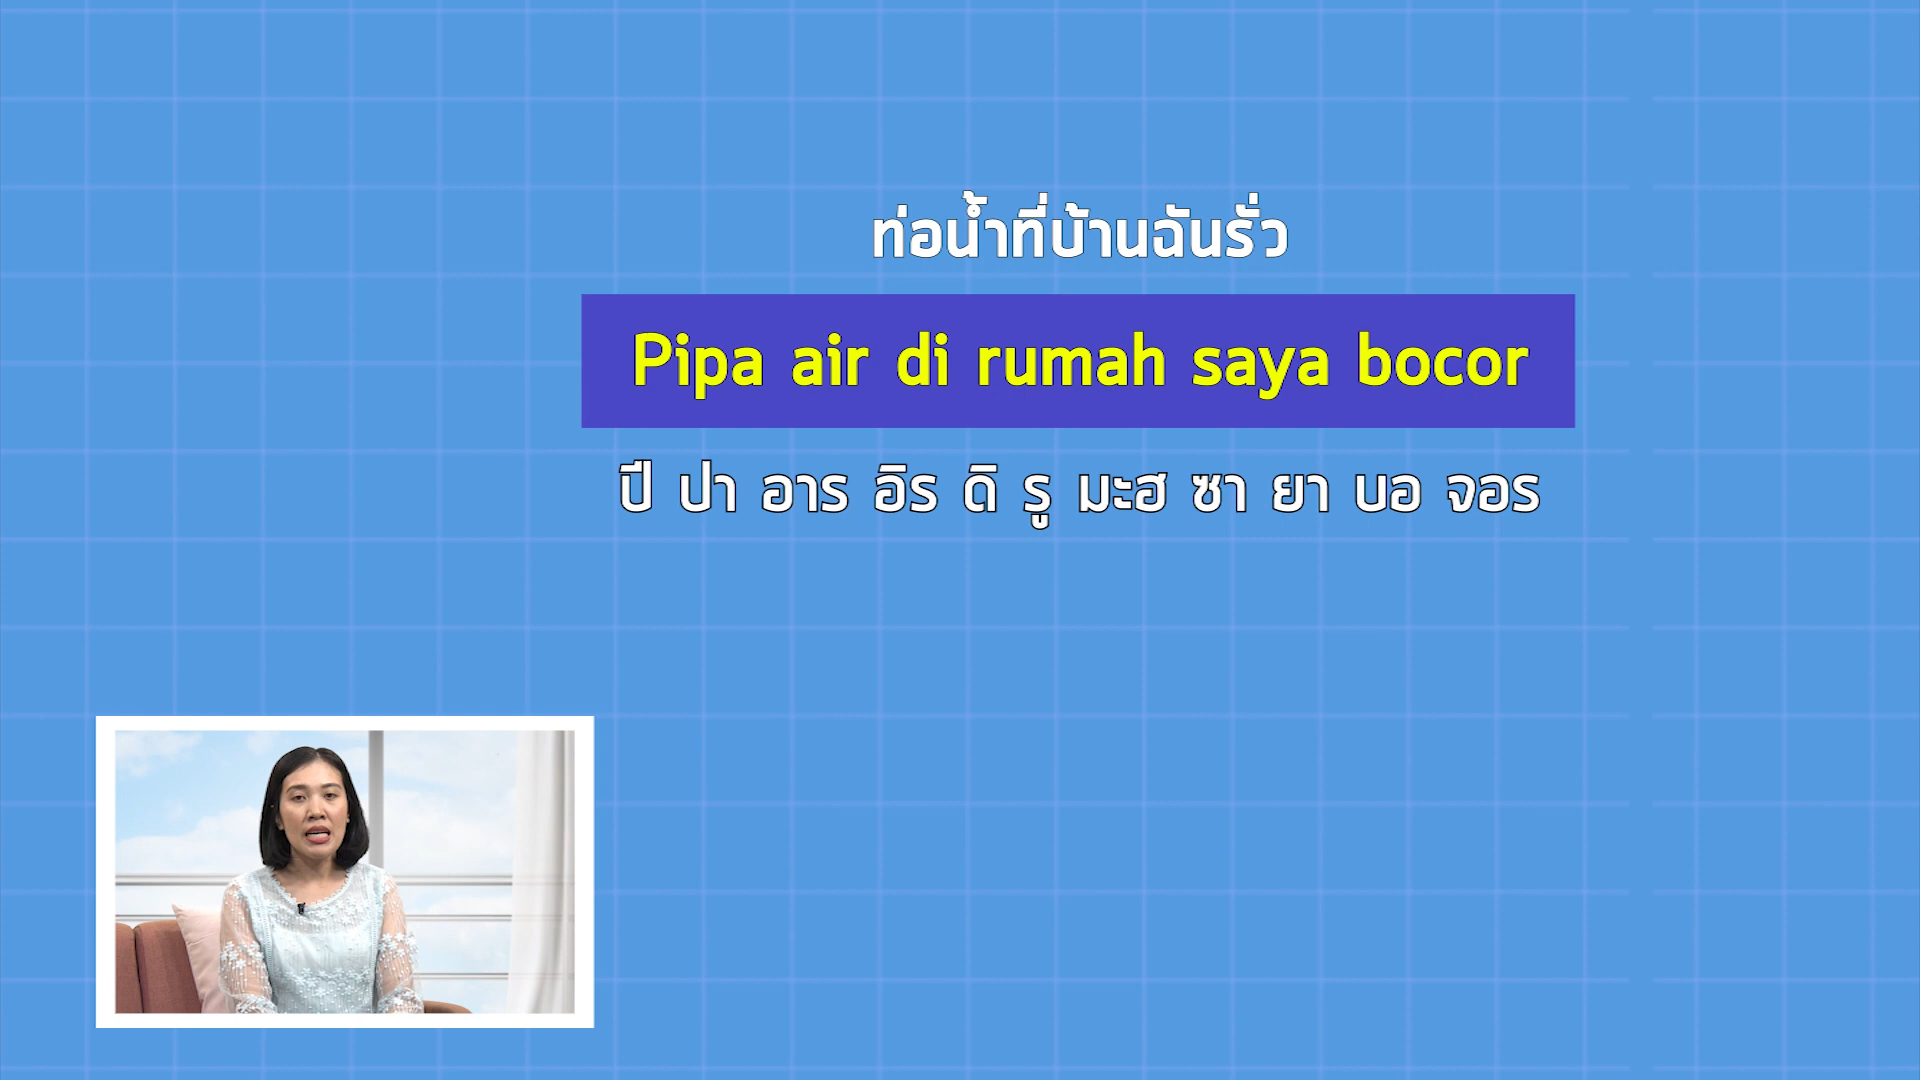 ท่อน้ำที่บ้านฉันรั่ว
Pipa air di rumah saya bocor
ปี ปา อาร อิร ดิ รู มะฮ ซา ยา บอ จอร